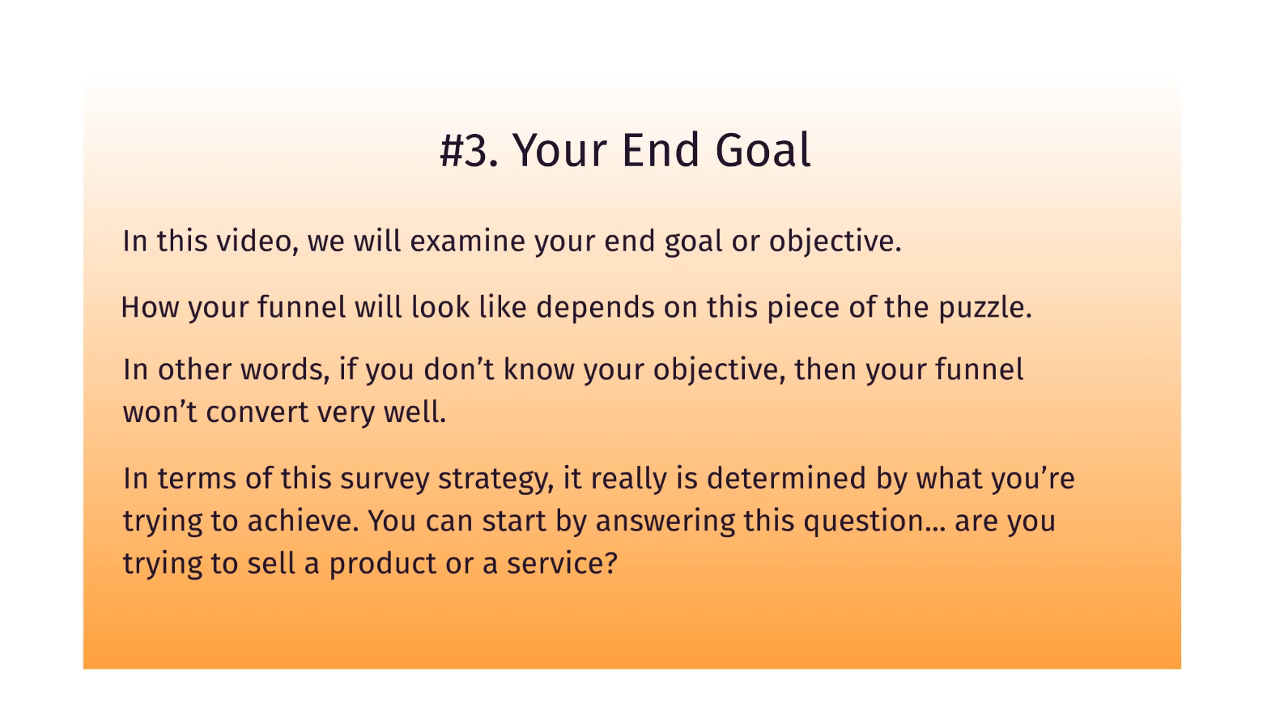 #3. Your End Goal
In this video, we will examine your end goal or objective.
How your funnel will look like depends on this piece of the puzzle.
In other words, if you don’t know your objective, then your funnel
won’t convert very well.
In terms of this survey strategy, it really is determined by what you’re
trying to achieve. You can start by answering this question... are you
trying to sell a product or a service?